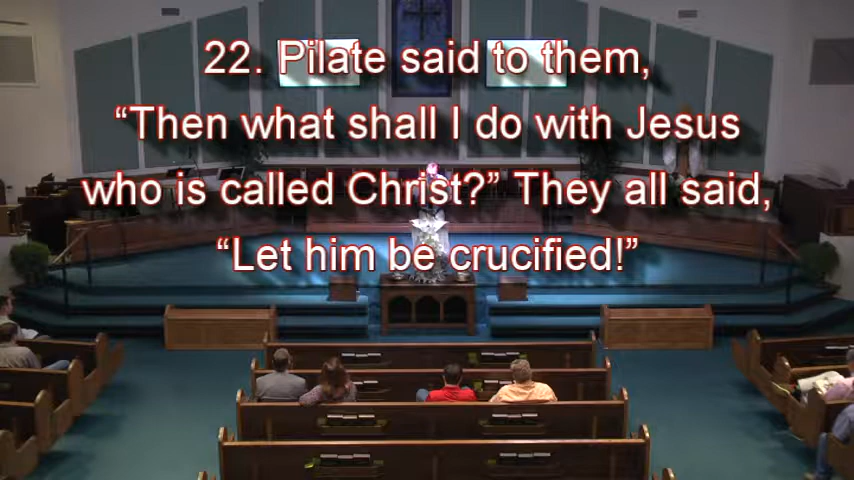 22. Pilate said to them,
“Then what shall I do with Jesus
who is called Christ?” They all said,
“Let him be crucified!”